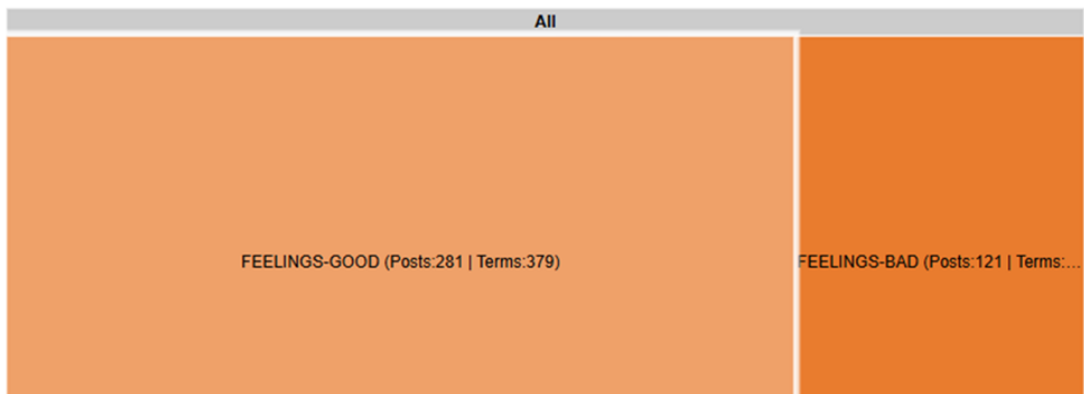 All
FEELINGS-GOOD (Posts:281 | Terms:379)
FEELINGS-BAD (Posts:121 | Terms:...